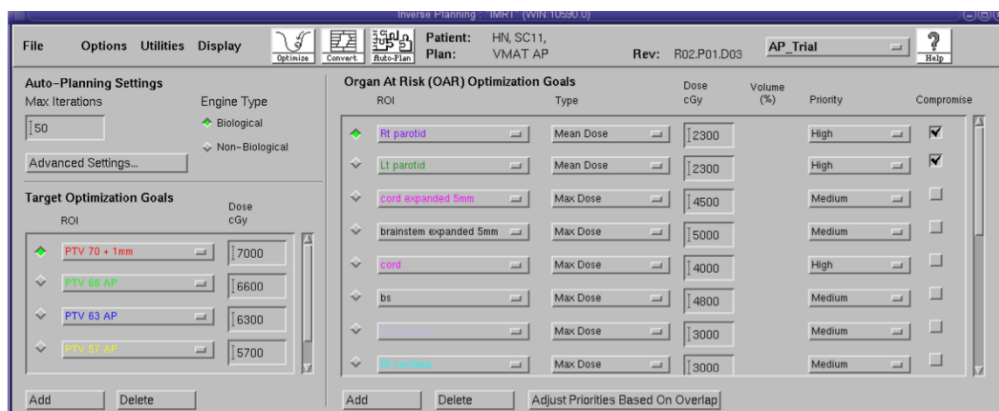 Inverse Planning : "IMRT" (WIN.10590.0)
File Options Utilities Display Optimize Convert Auto-Plan
Patient: HN, SC11,
Plan: VMAT AP
Rev: R02.P01.D03
AP_Trial
Help
Auto-Planning Settings
Max Iterations
50
Engine Type
Biological
Non-Biological
Advanced Settings...
Target Optimization Goals
ROI Dose cGy
PTV 70 + 1mm 7000
PTV 66 AP 6600
PTV 63 AP 6300
PTV 57 AP 5700
Add Delete
Organ At Risk (OAR) Optimization Goals
ROI Type Dose cGy Volume (%) Priority Compromise
Rt parotid Mean Dose 2300 High
Lt parotid Mean Dose 2300 High
cord expanded 5mm Max Dose 4500 Medium
brainstem expanded 5mm Max Dose 5000 Medium
cord Max Dose 4000 High
bs Max Dose 4800 Medium
Max Dose 3000 Medium
Rt cochlea Max Dose 3000 Medium
Add Delete Adjust Priorities Based On Overlap